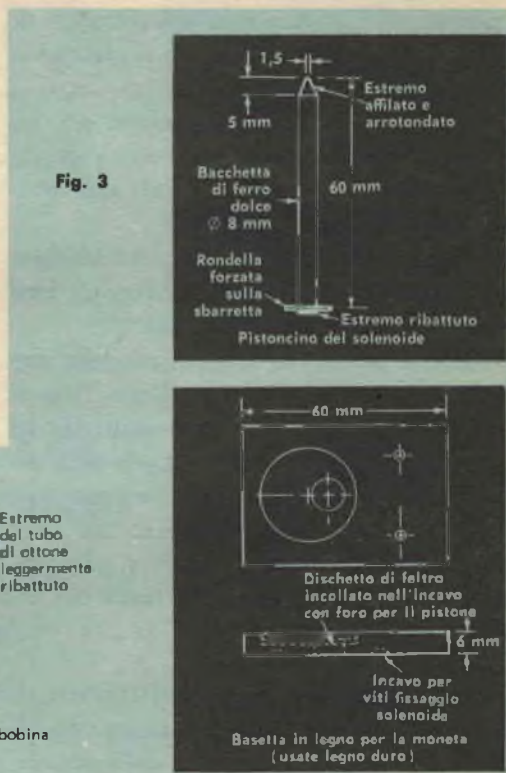 Fig. 3
1,5
5 mm
Estremo
affilato e
arrotondato
Bacchetta
di ferro
dolce
∅ 8 mm
60 mm
Rondella
forzata
sulla
sbarretta
Estremo ribattuto
Pistoncino del solenoide
60 mm
Dischetto di feltro
incollato nell'incavo
con foro per il pistone
6 mm
Incavo per
viti fissaggio
solenoide
Basetta in legno per la moneta
(usate legno duro)
Estremo
del tubo
di ottone
leggermente
ribattuto
bobina